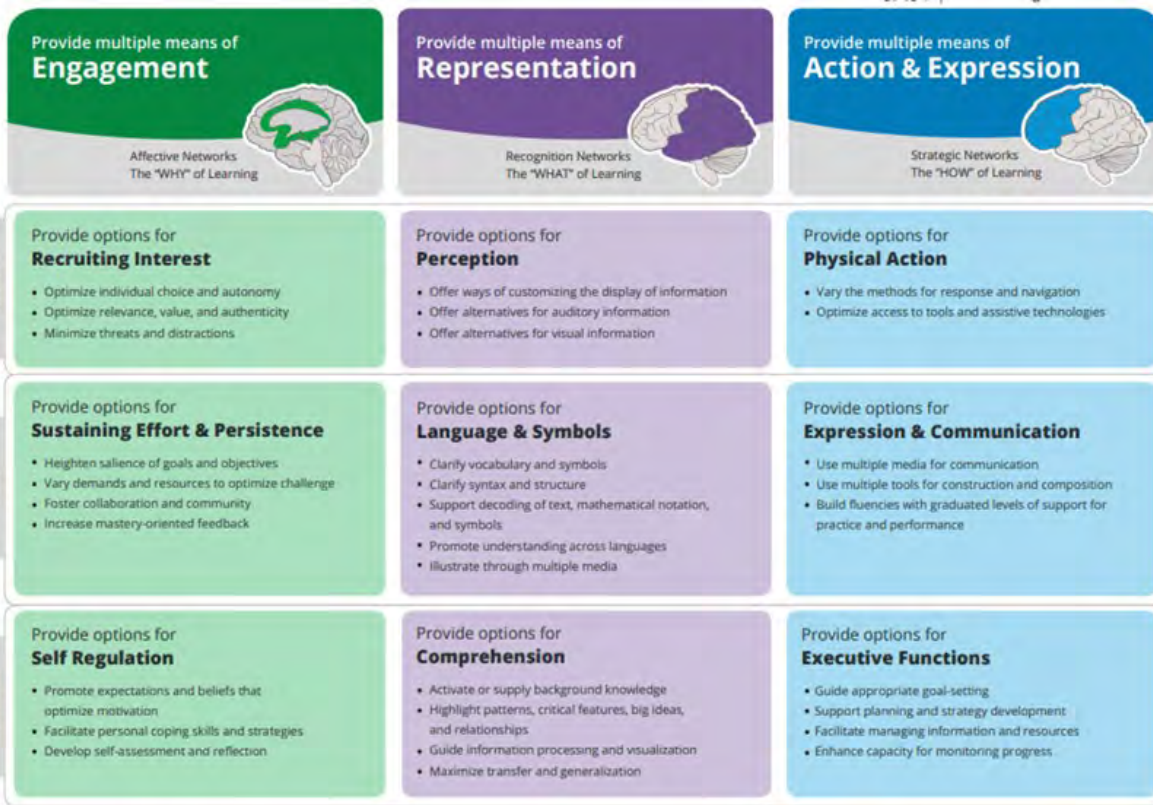 Provide multiple means of
Engagement
Affective Networks
The "WHY" of Learning
Provide multiple means of
Representation
Recognition Networks
The "WHAT" of Learning
Provide multiple means of
Action & Expression
Strategic Networks
The "HOW" of Learning
Provide options for
Recruiting Interest
• Optimize individual choice and autonomy
• Optimize relevance, value, and authenticity
• Minimize threats and distractions
Provide options for
Perception
• Offer ways of customizing the display of information
• Offer alternatives for auditory information
• Offer alternatives for visual information
Provide options for
Physical Action
• Vary the methods for response and navigation
• Optimize access to tools and assistive technologies
Provide options for
Sustaining Effort & Persistence
• Heighten salience of goals and objectives
• Vary demands and resources to optimize challenge
• Foster collaboration and community
• Increase mastery-oriented feedback
Provide options for
Language & Symbols
• Clarify vocabulary and symbols
• Clarify syntax and structure
• Support decoding of text, mathematical notation,
and symbols
• Promote understanding across languages
• Illustrate through multiple media
Provide options for
Expression & Communication
• Use multiple media for communication
• Use multiple tools for construction and composition
• Build fluencies with graduated levels of support for
practice and performance
Provide options for
Self Regulation
• Promote expectations and beliefs that
optimize motivation
• Facilitate personal coping skills and strategies
• Develop self-assessment and reflection
Provide options for
Comprehension
• Activate or supply background knowledge
• Highlight patterns, critical features, big ideas,
and relationships
• Guide information processing and visualization
• Maximize transfer and generalization
Provide options for
Executive Functions
• Guide appropriate goal-setting
• Support planning and strategy development
• Facilitate managing information and resources
• Enhance capacity for monitoring progress